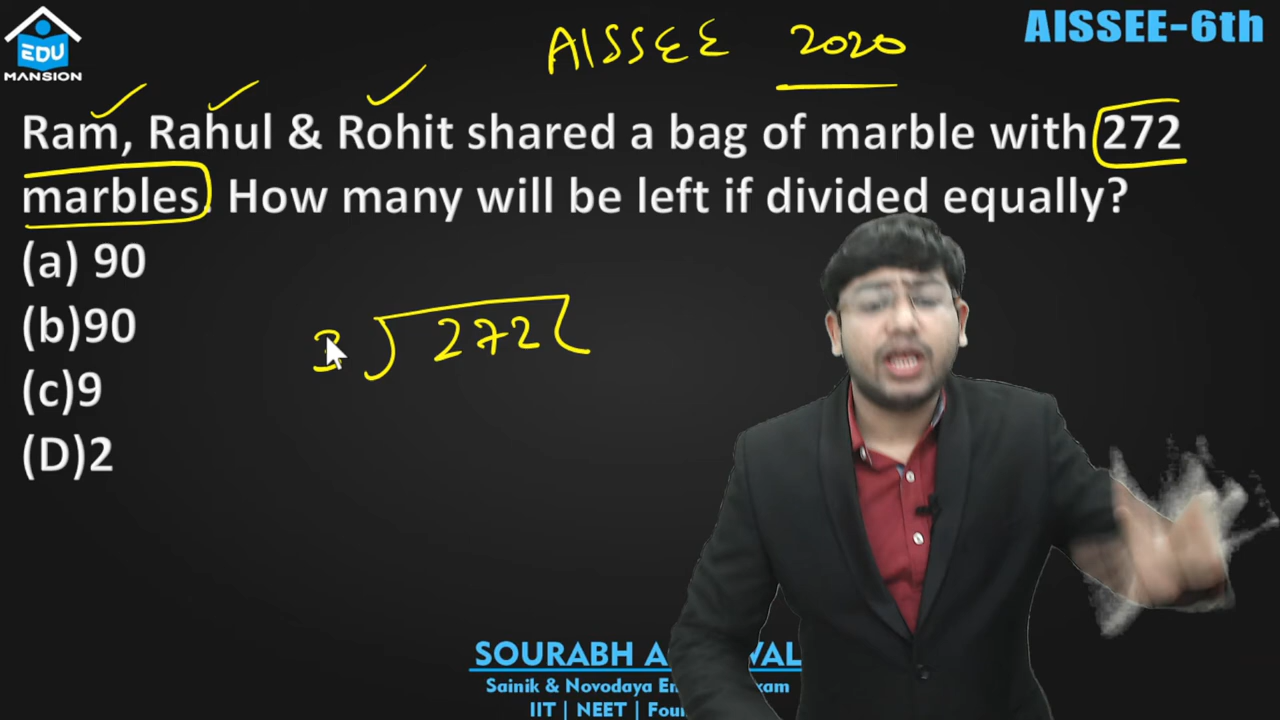 EDU
MANSION
AISSEE 2020
AISSEE-6th
Ram, Rahul & Rohit shared a bag of marble with 272
marbles. How many will be left if divided equally?
(a) 90
(b)90
(c)9
(D)2
3 272
SOURABH
Sainik & Novodaya
IIT | NEET |